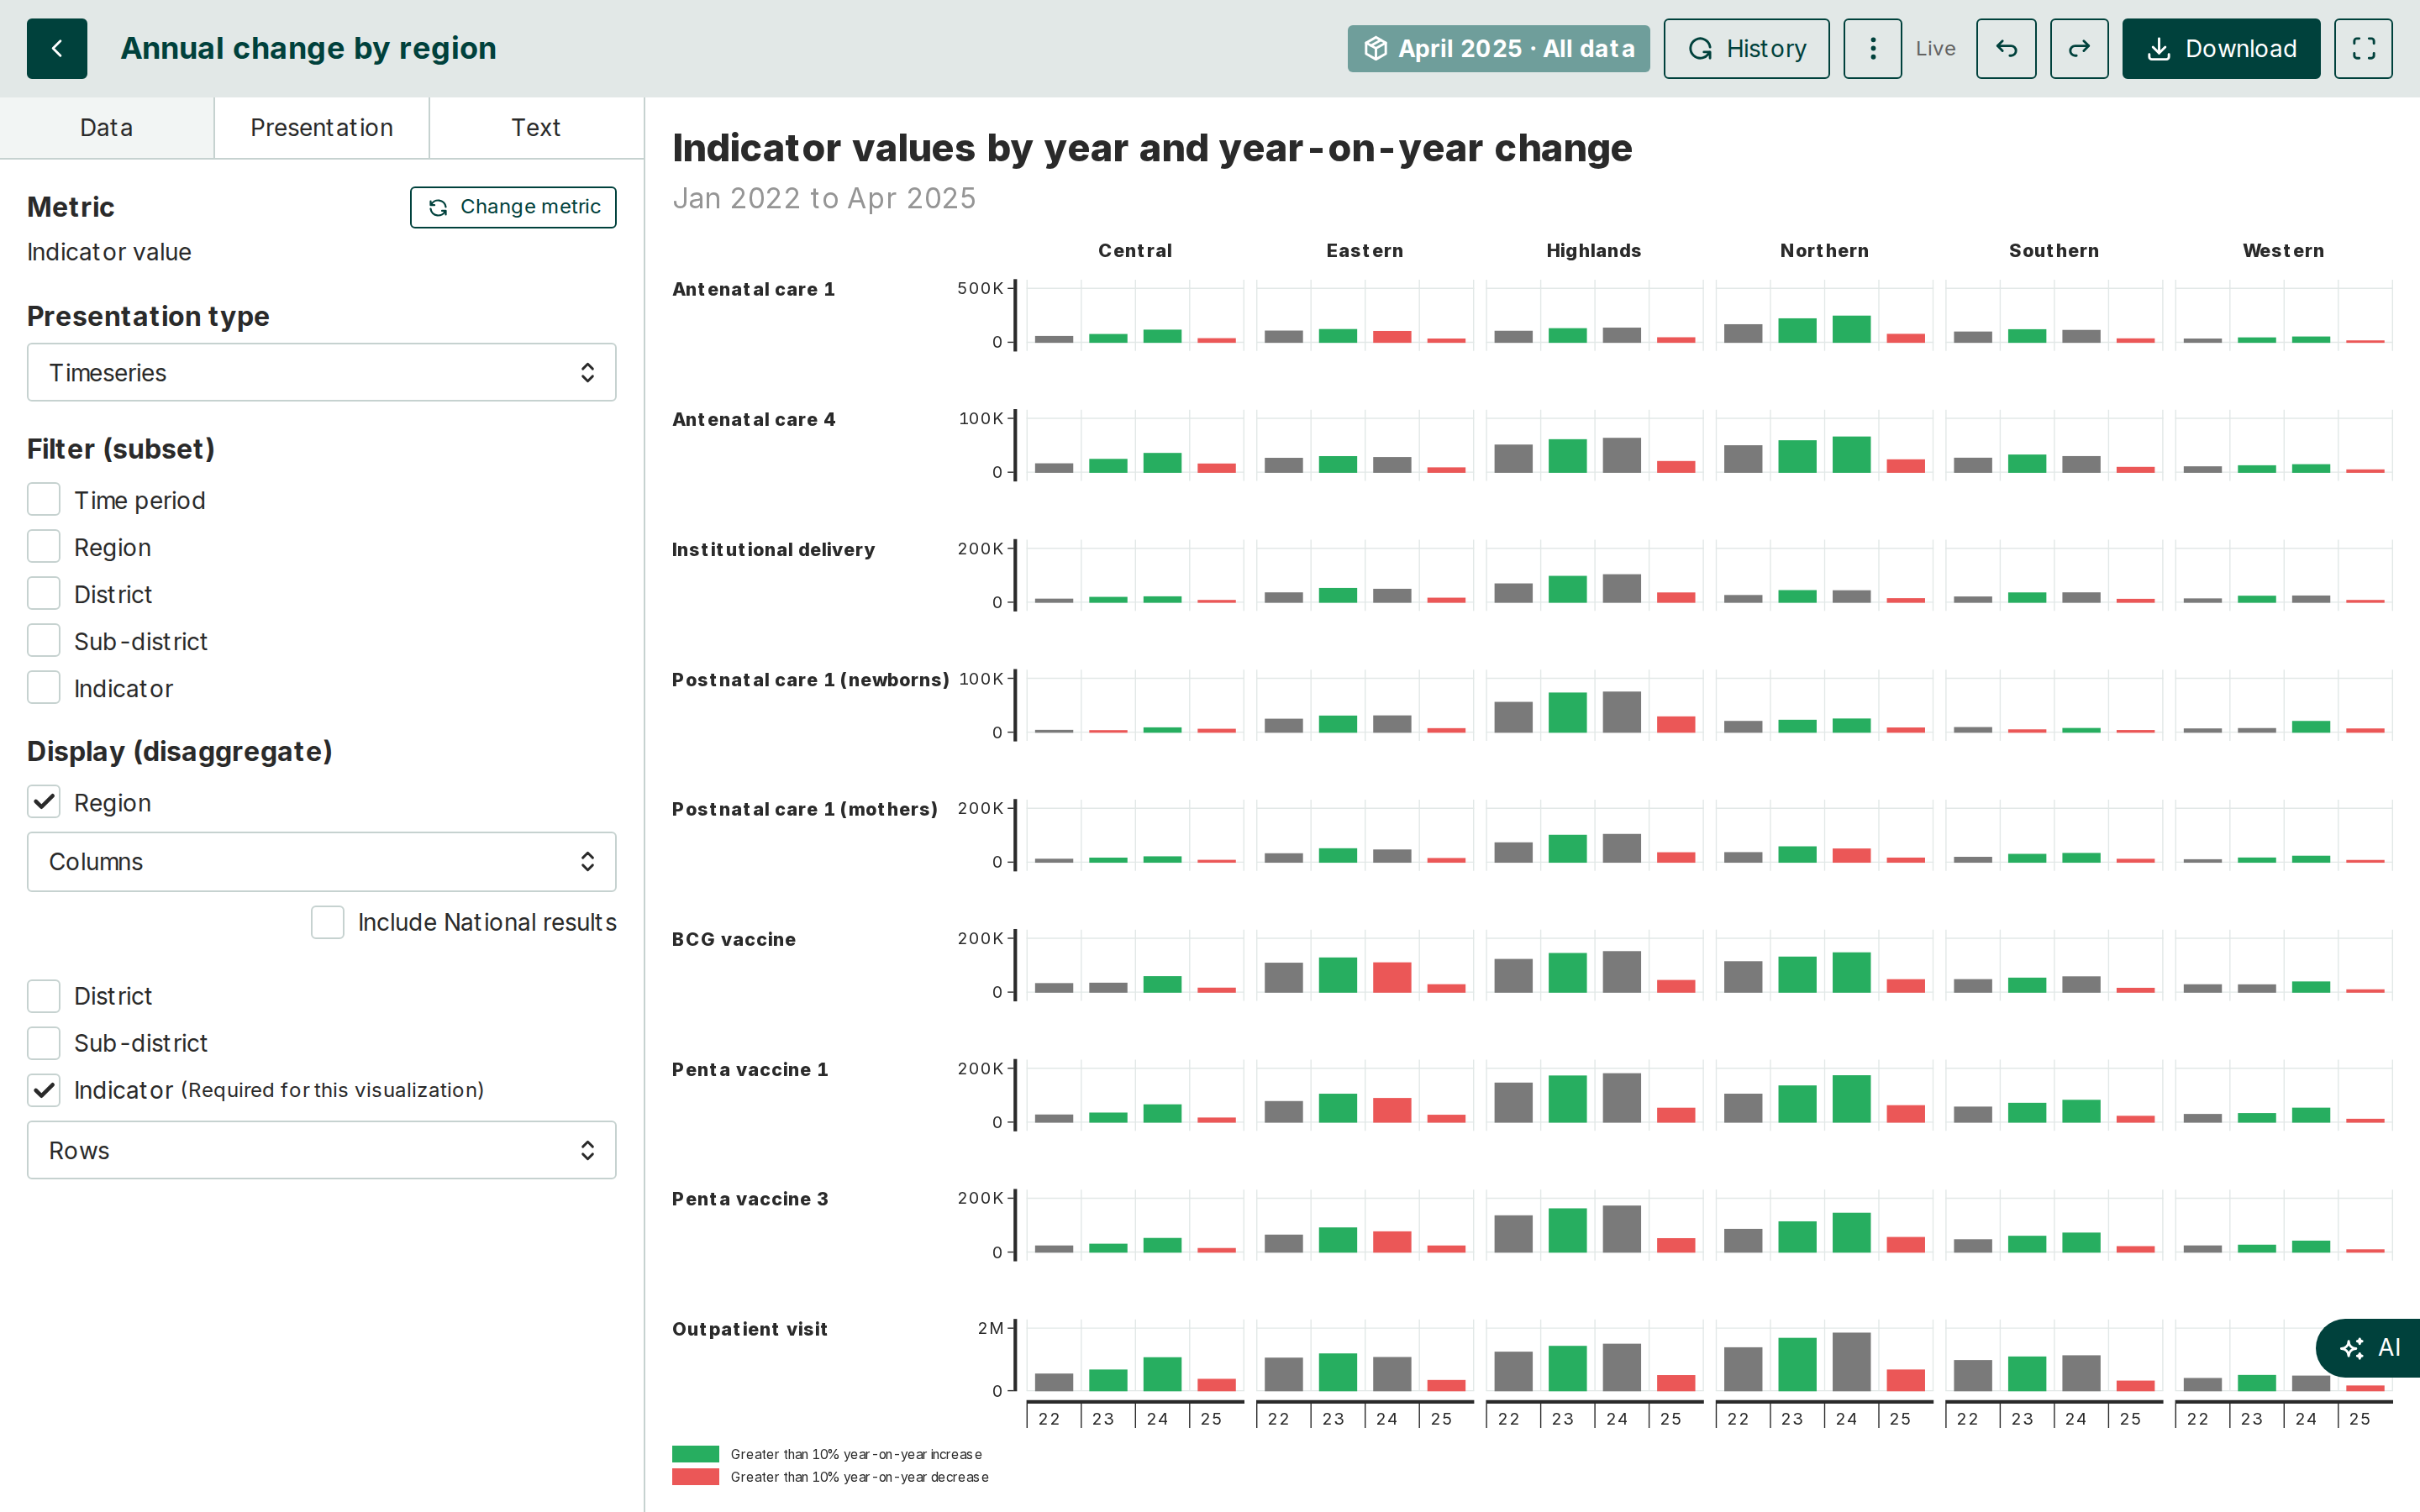 Annual change by region
April 2025 · All data
History
Live
Download
Data
Presentation
Text
Metric
Change metric
Indicator value
Presentation type
Timeseries
Filter (subset)
Time period
Region
District
Sub-district
Indicator
Display (disaggregate)
Region
Columns
Include National results
District
Sub-district
Indicator (Required for this visualization)
Rows
Indicator values by year and year-on-year change
Jan 2022 to Apr 2025
Central Eastern Highlands Northern Southern Western
Antenatal care 1 500K
0
Antenatal care 4 100K
0
Institutional delivery 200K
0
Postnatal care 1 (newborns) 100K
0
Postnatal care 1 (mothers) 200K
0
BCG vaccine 200K
0
Penta vaccine 1 200K
0
Penta vaccine 3 200K
0
Outpatient visit 2M
0
AI
22 23 24 25 22 23 24 25 22 23 24 25 22 23 24 25 22 23 24 25 22 23 24 25
Greater than 10% year-on-year increase
Greater than 10% year-on-year decrease